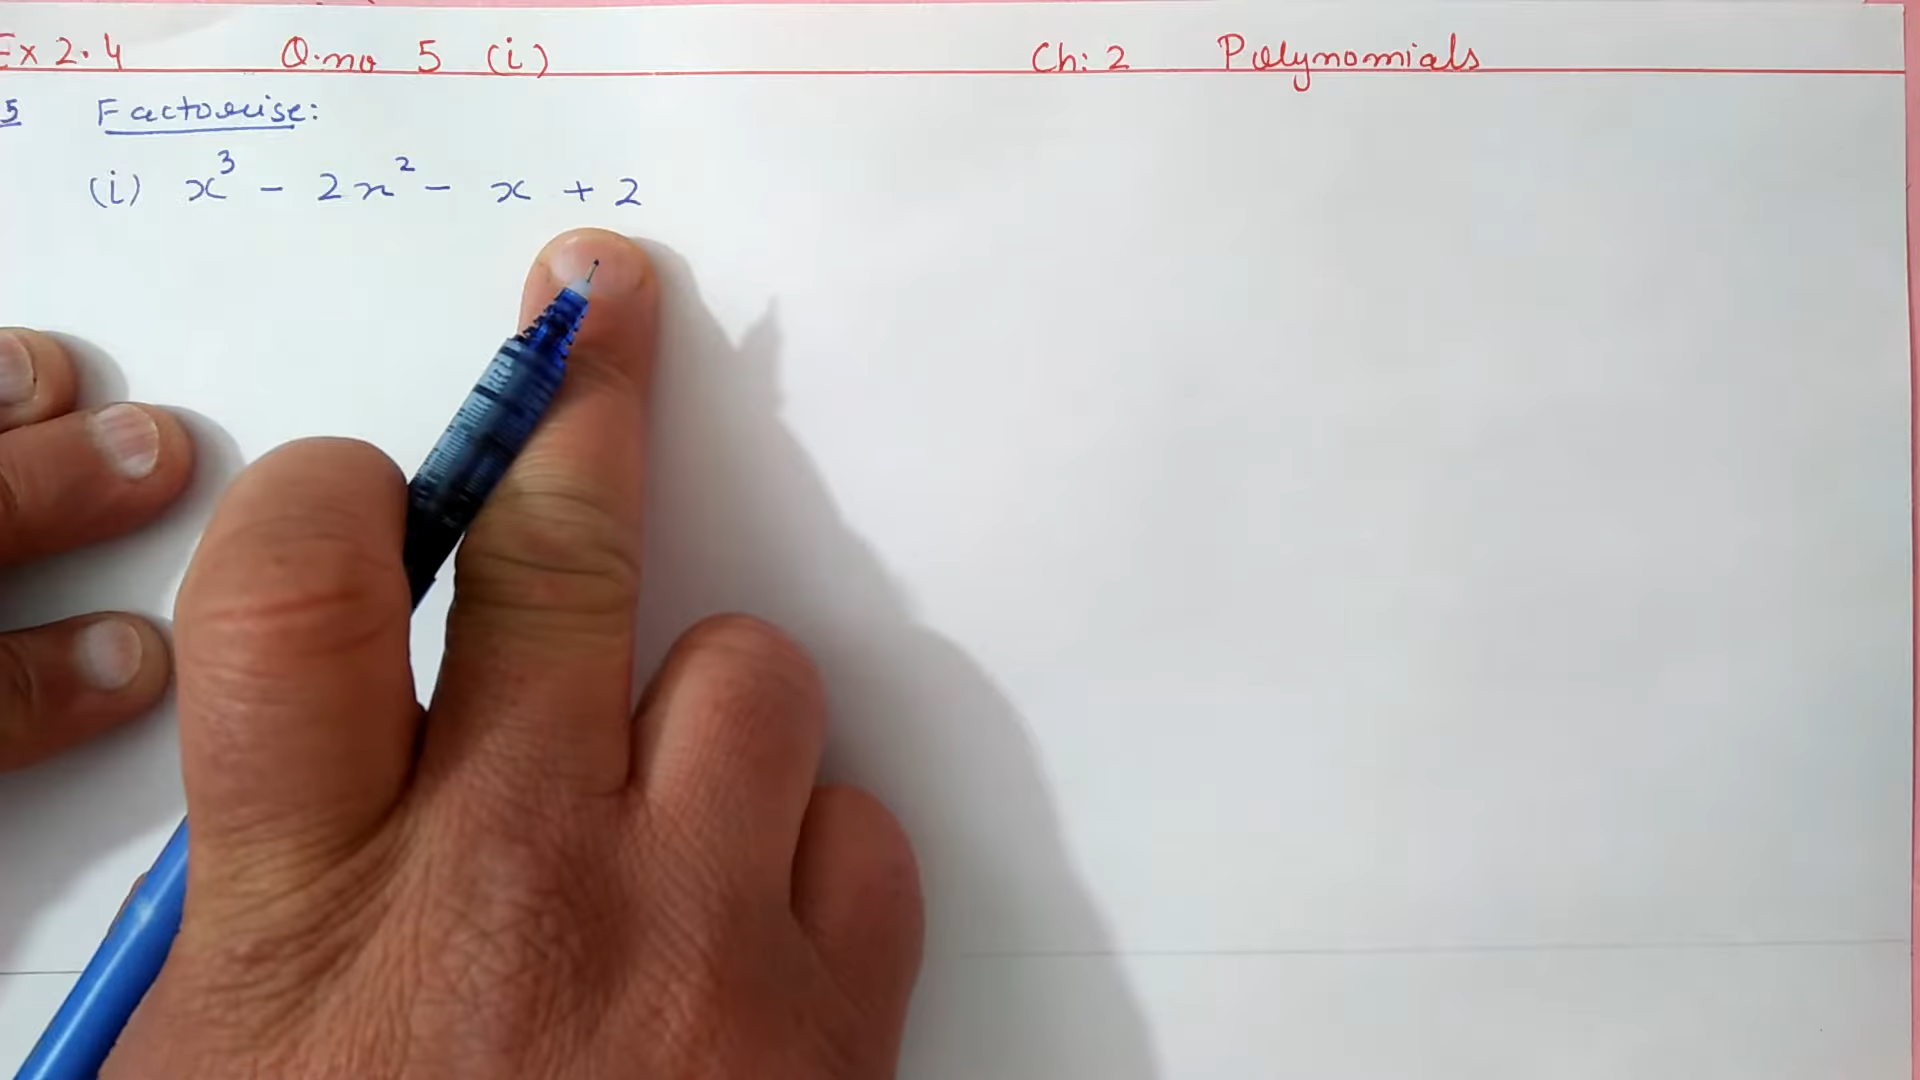 Ex 2.4 Q.no 5 (i) Ch: 2 Polynomials
5 Factorise:
(i) x³ - 2x² - x + 2